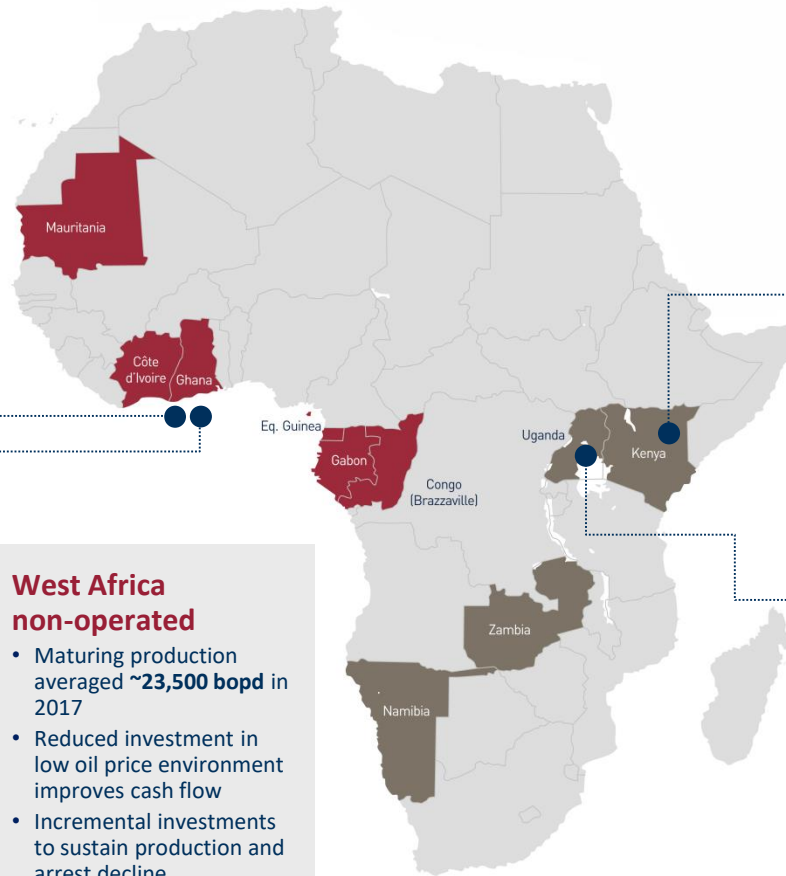 Mauritania
Côte
d'Ivoire
Ghana
Eq. Guinea
Gabon
Congo
(Brazzaville)
Uganda
Kenya
Zambia
Namibia
West Africa
non-operated
• Maturing production
averaged ~23,500 bopd in
2017
• Reduced investment in
low oil price environment
improves cash flow
• Incremental investments
to sustain production and
arrest decline